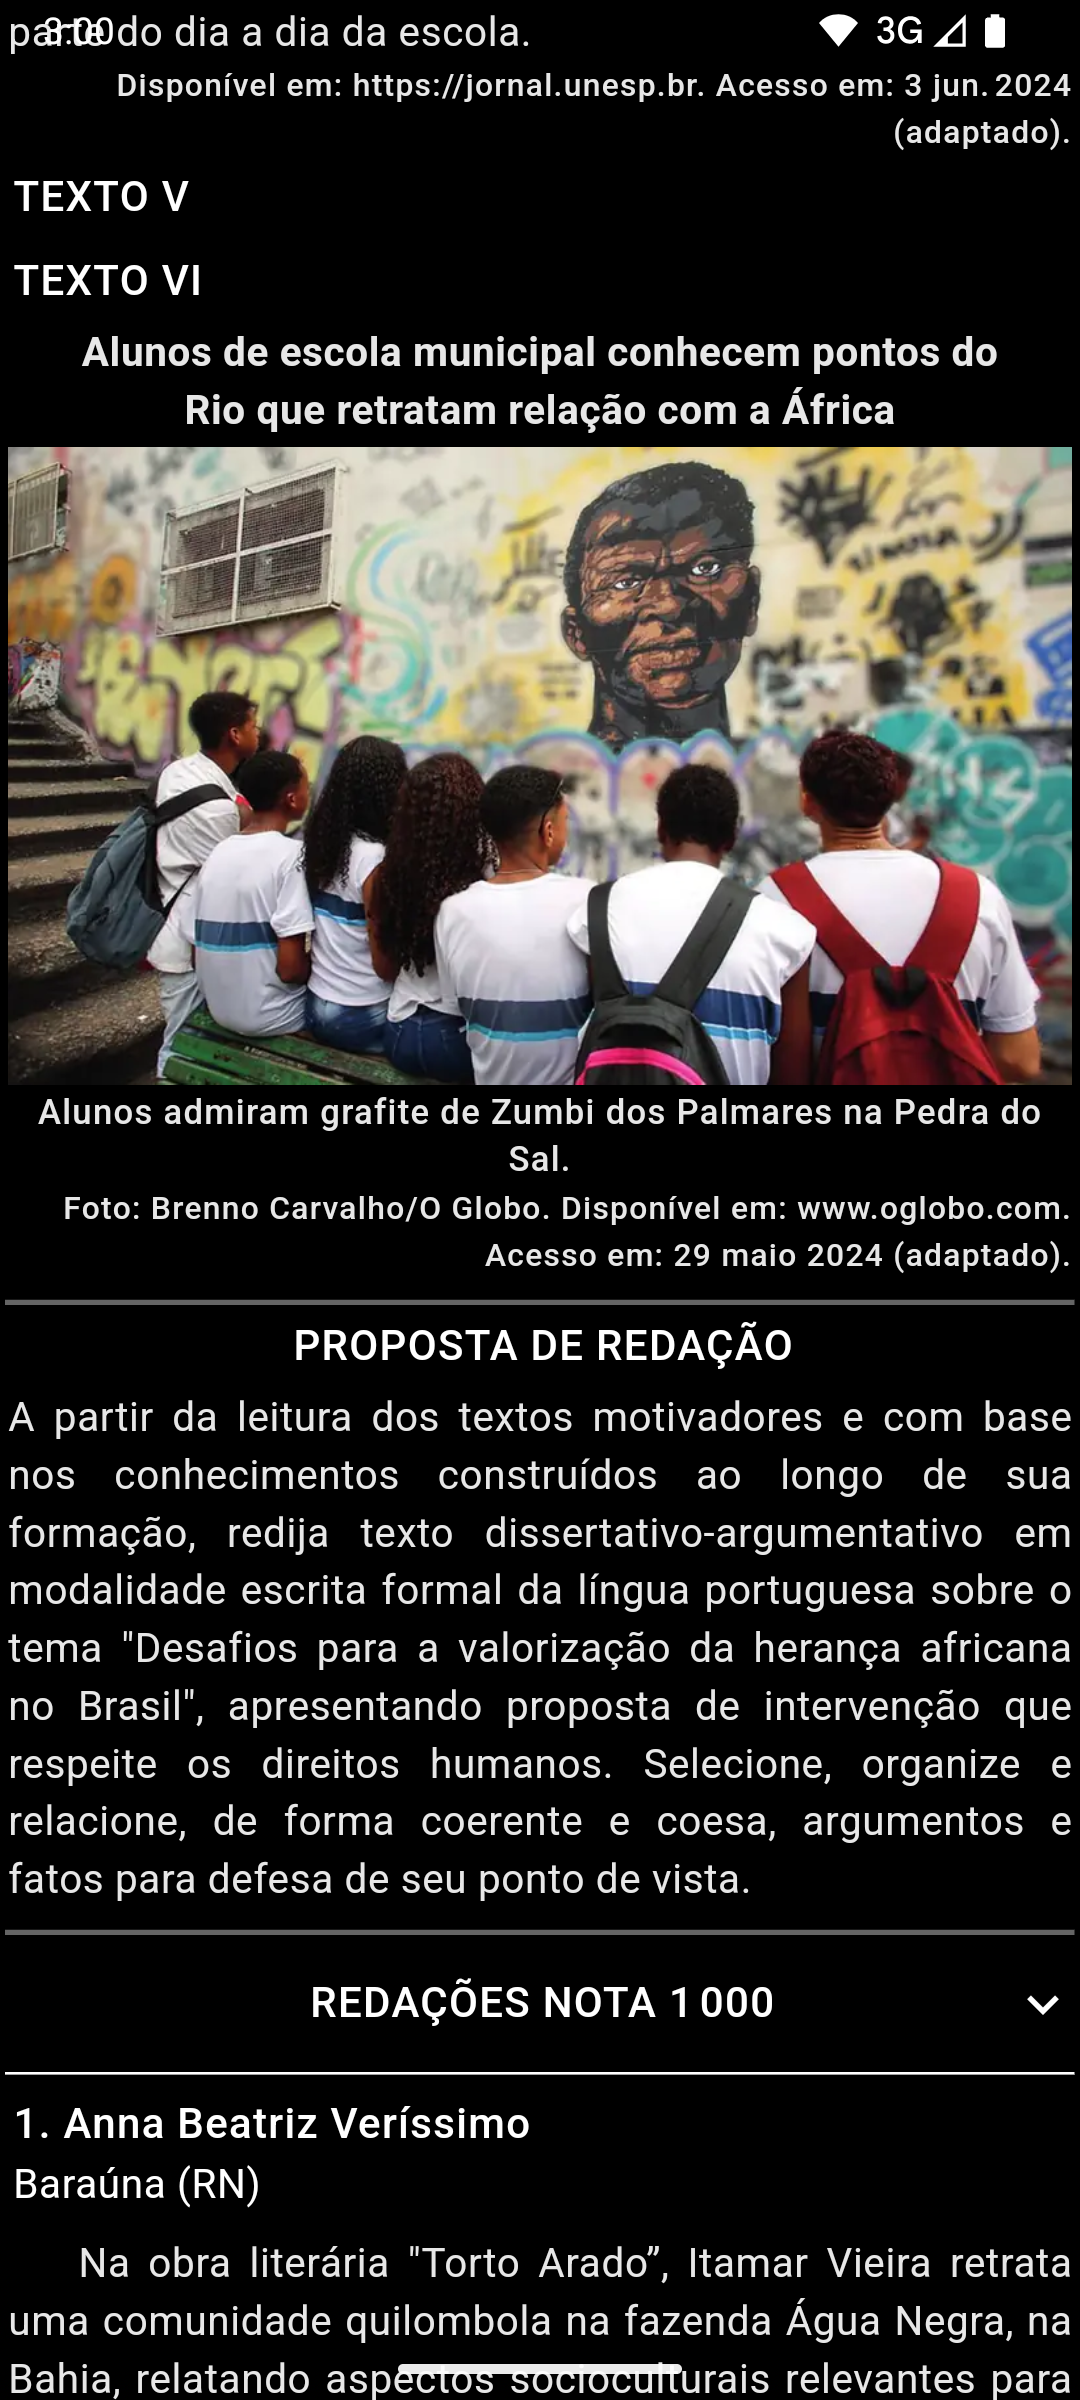 parte do dia a dia da escola.
3:00
3G
Disponível em: https://jornal.unesp.br. Acesso em: 3 jun. 2024
(adaptado).
TEXTO V
TEXTO VI
Alunos de escola municipal conhecem pontos do
Rio que retratam relação com a África
Alunos admiram grafite de Zumbi dos Palmares na Pedra do
Sal.
Foto: Brenno Carvalho/O Globo. Disponível em: www.oglobo.com.
Acesso em: 29 maio 2024 (adaptado).
PROPOSTA DE REDAÇÃO
A partir da leitura dos textos motivadores e com base
nos conhecimentos construídos ao longo de sua
formação, redija texto dissertativo-argumentativo em
modalidade escrita formal da língua portuguesa sobre o
tema "Desafios para a valorização da herança africana
no Brasil", apresentando proposta de intervenção que
respeite os direitos humanos. Selecione, organize e
relacione, de forma coerente e coesa, argumentos e
fatos para defesa de seu ponto de vista.
REDAÇÕES NOTA 1 000
1. Anna Beatriz Veríssimo
Baraúna (RN)
Na obra literária "Torto Arado”, Itamar Vieira retrata
uma comunidade quilombola na fazenda Água Negra, na
Bahia, relatando aspectos socioculturais relevantes para